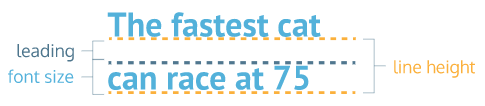 The fastest cat
leading
font size
can race at 75
line height